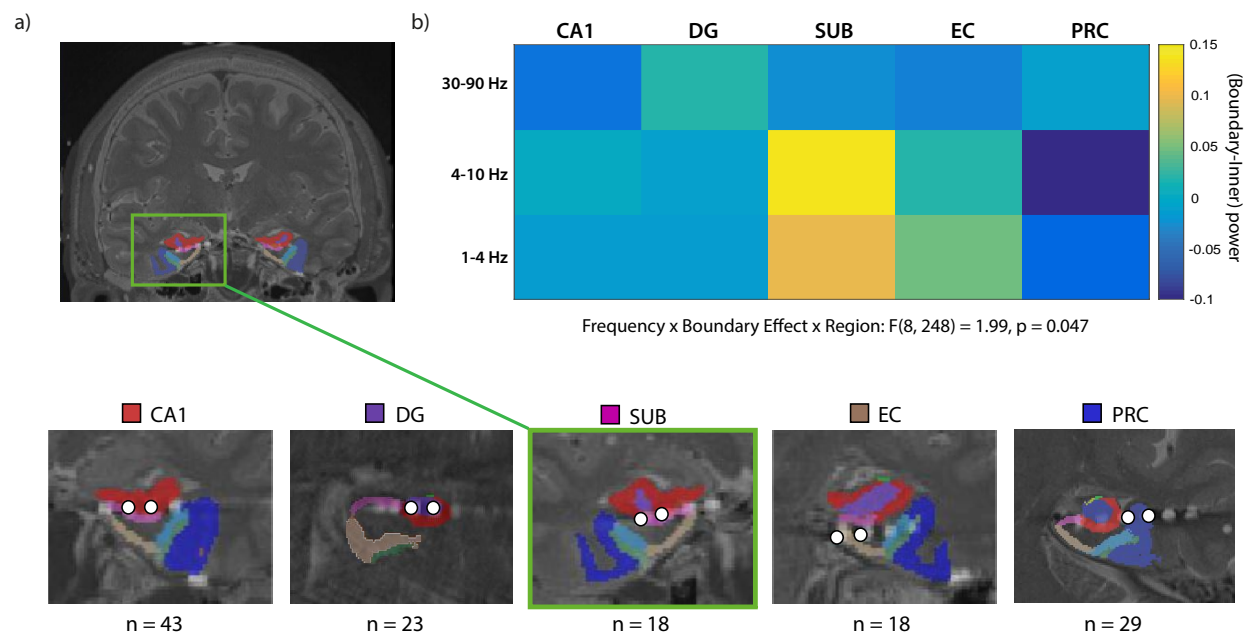 a)
b)
CA1 DG SUB EC PRC
30-90 Hz
4-10 Hz
1-4 Hz
0.15
0.1
0.05
0
-0.05
-0.1
(Boundary-Inner) power
Frequency x Boundary Effect x Region: F(8, 248) = 1.99, p = 0.047
CA1 DG SUB EC PRC
n = 43 n = 23 n = 18 n = 18 n = 29